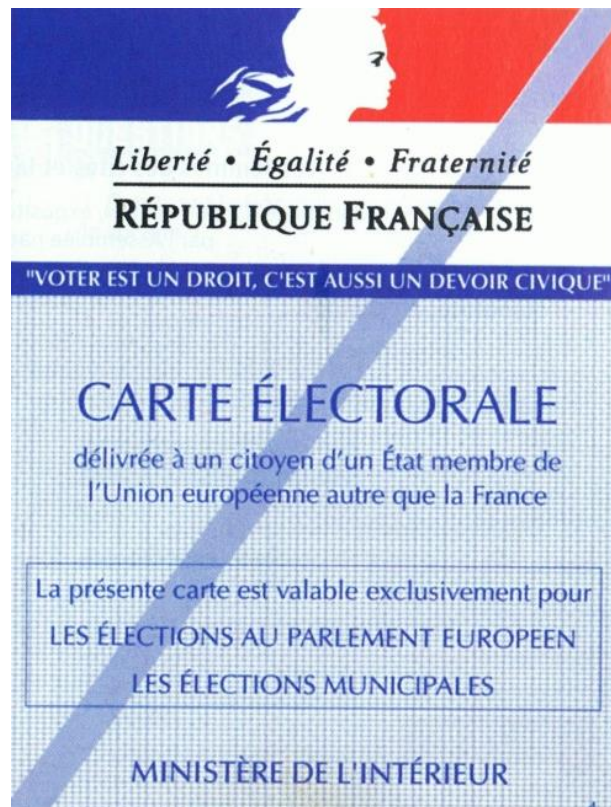 Liberté • Égalité • Fraternité
RÉPUBLIQUE FRANÇAISE
"VOTER EST UN DROIT, C'EST AUSSI UN DEVOIR CIVIQUE"
CARTE ÉLECTORALE
délivrée à un citoyen d'un État membre de
l'Union européenne autre que la France
La présente carte est valable exclusivement pour
LES ÉLECTIONS AU PARLEMENT EUROPEEN
LES ÉLECTIONS MUNICIPALES
MINISTÈRE DE L'INTÉRIEUR